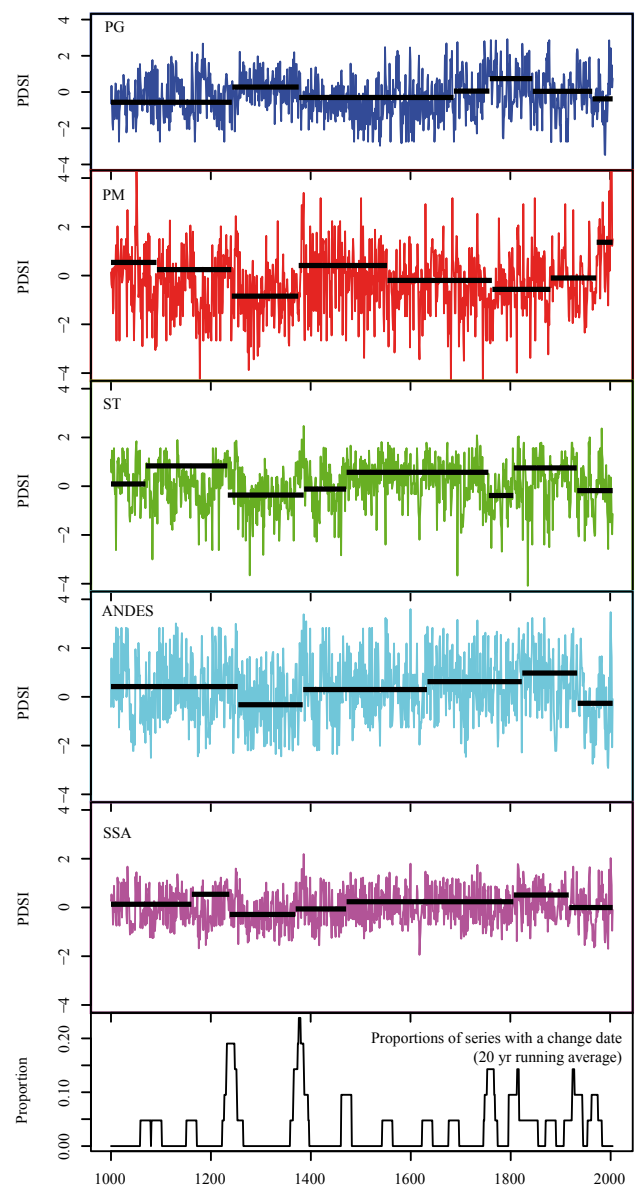 PG
PDSI
4
2
0
−2
−4
PM
PDSI
4
2
0
−2
−4
ST
PDSI
4
2
0
−2
−4
ANDES
PDSI
4
2
0
−2
−4
SSA
PDSI
4
2
0
−2
−4
Proportions of series with a change date
(20 yr running average)
Proportion
0.20
0.10
0.00
1000 1200 1400 1600 1800 2000